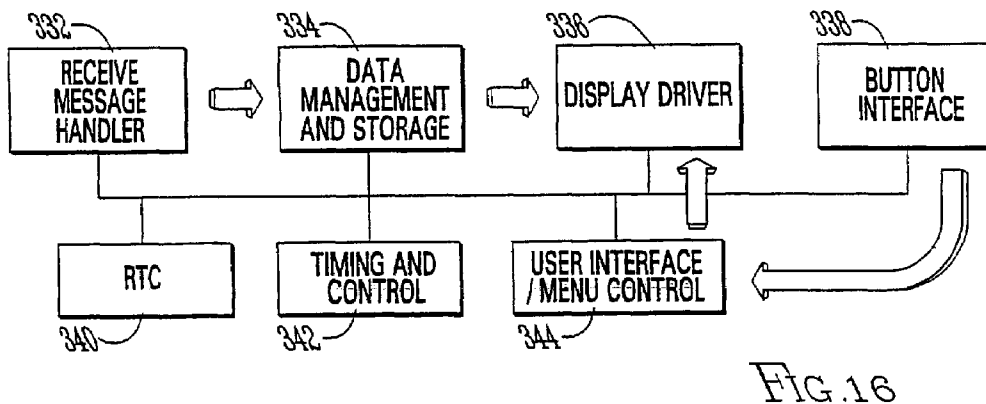 332
RECEIVE
MESSAGE
HANDLER
334
DATA
MANAGEMENT
AND STORAGE
336
DISPLAY DRIVER
338
BUTTON
INTERFACE
RTC
340
TIMING AND
CONTROL
342
USER INTERFACE
/MENU CONTROL
344
FIG.16